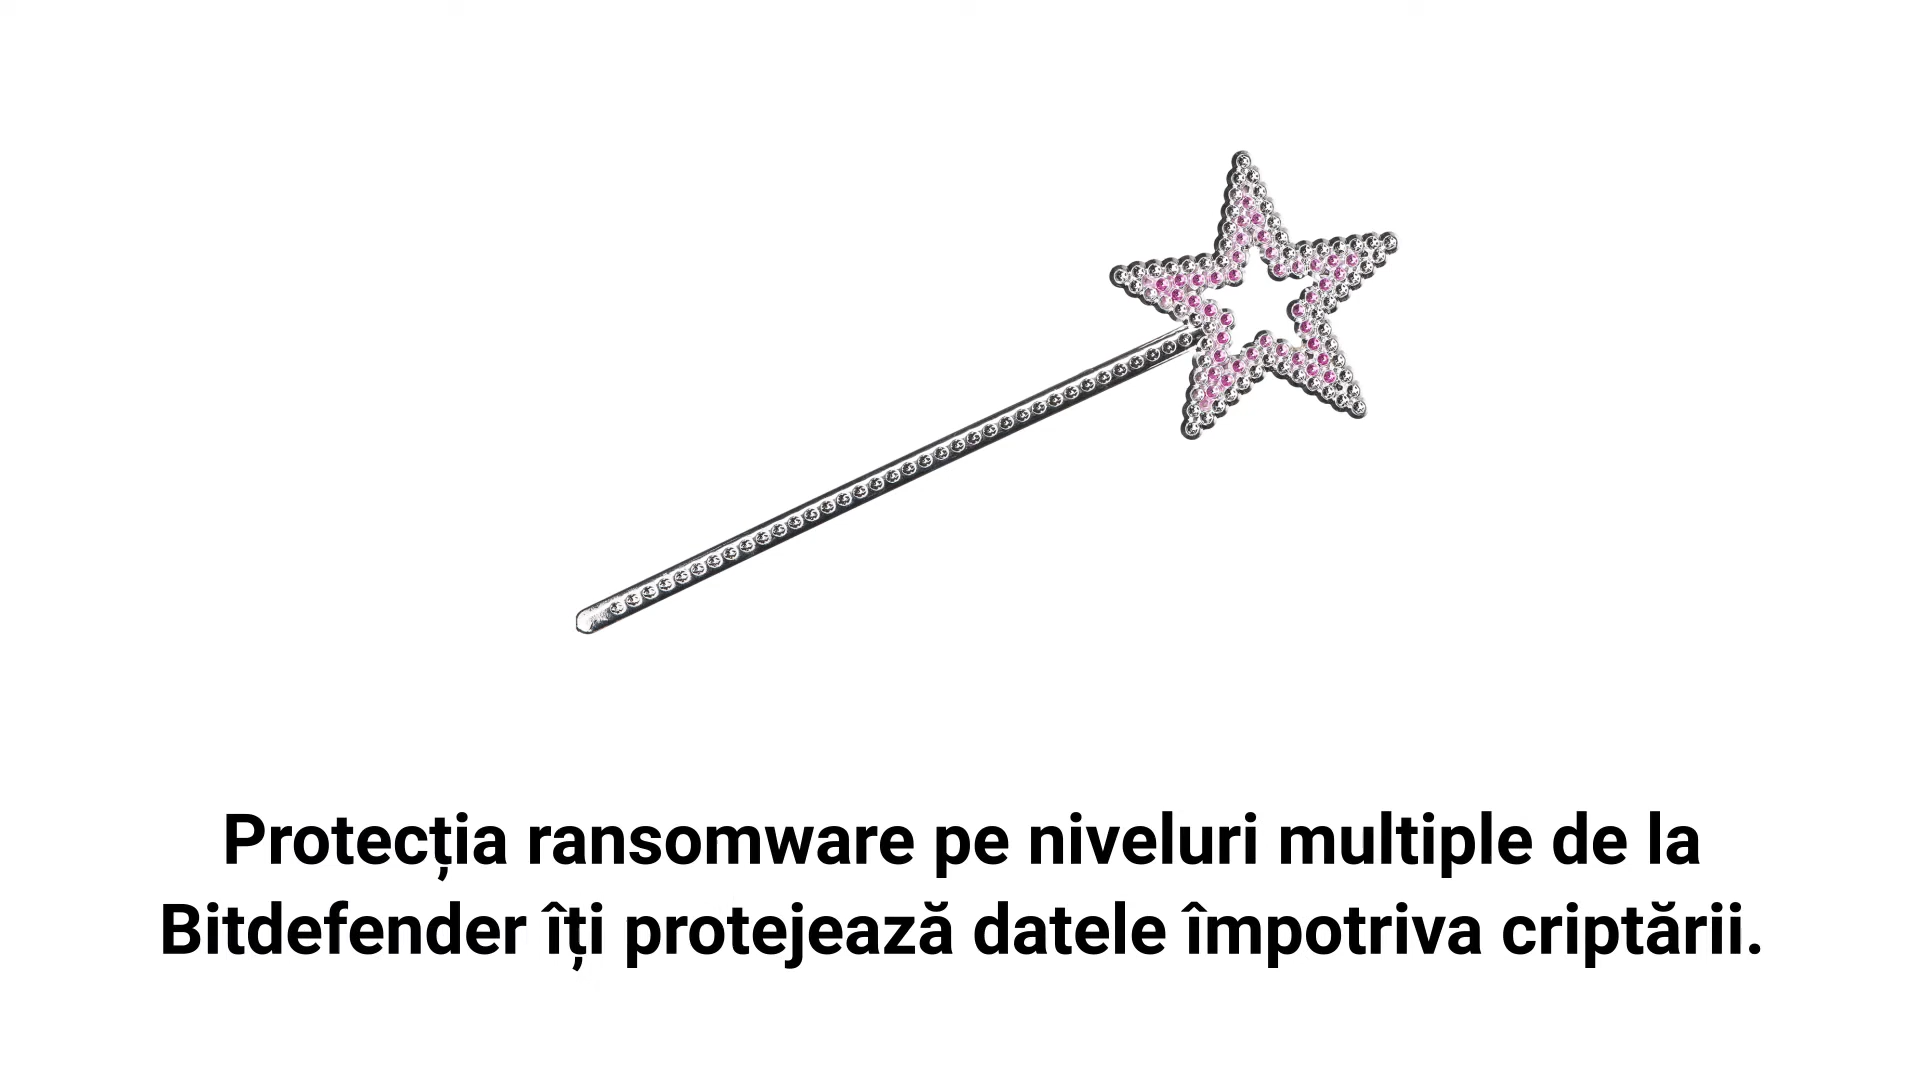 Protecția ransomware pe niveluri multiple de la
Bitdefender îți protejează datele împotriva criptării.